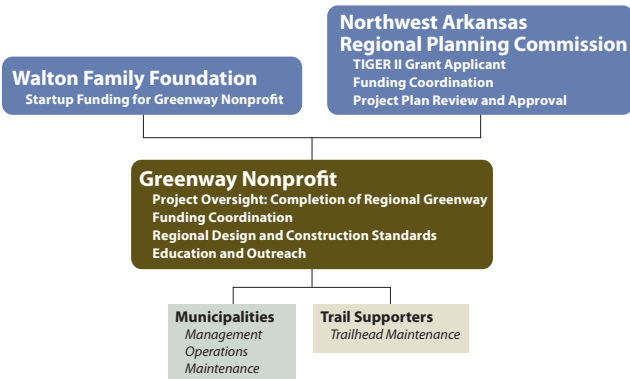 Walton Family Foundation
Startup Funding for Greenway Nonprofit
Northwest Arkansas
Regional Planning Commission
TIGER II Grant Applicant
Funding Coordination
Project Plan Review and Approval
Greenway Nonprofit
Project Oversight: Completion of Regional Greenway
Funding Coordination
Regional Design and Construction Standards
Education and Outreach
Municipalities
Management
Operations
Maintenance
Trail Supporters
Trailhead Maintenance